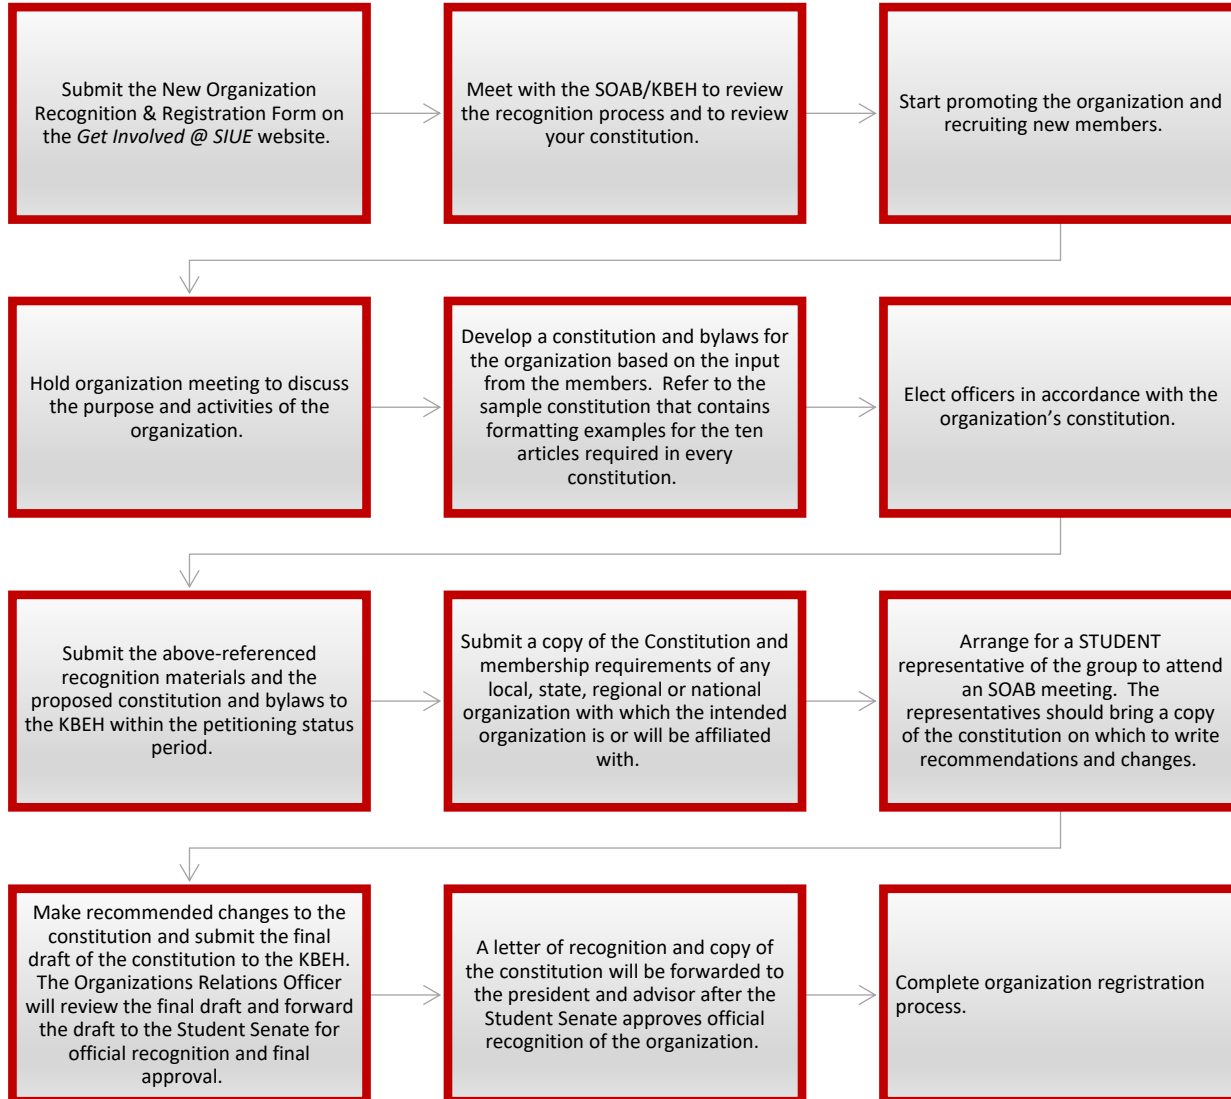 Submit the New Organization
Recognition & Registration Form on
the Get Involved @ SIUE website.
Meet with the SOAB/KBEH to review
the recognition process and to review
your constitution.
Start promoting the organization and
recruiting new members.
Hold organization meeting to discuss
the purpose and activities of the
organization.
Develop a constitution and bylaws for
the organization based on the input
from the members.  Refer to the
sample constitution that contains
formatting examples for the ten
articles required in every
constitution.
Elect officers in accordance with the
organization’s constitution.
Submit the above-referenced
recognition materials and the
proposed constitution and bylaws to
the KBEH within the petitioning status
period.
Submit a copy of the Constitution and
membership requirements of any
local, state, regional or national
organization with which the intended
organization is or will be affiliated
with.
Arrange for a STUDENT
representative of the group to attend
an SOAB meeting.  The
representatives should bring a copy
of the constitution on which to write
recommendations and changes.
Make recommended changes to the
constitution and submit the final
draft of the constitution to the KBEH.
The Organizations Relations Officer
will review the final draft and forward
the draft to the Student Senate for
official recognition and final
approval.
A letter of recognition and copy of
the constitution will be forwarded to
the president and advisor after the
Student Senate approves official
recognition of the organization.
Complete organization regristration
process.